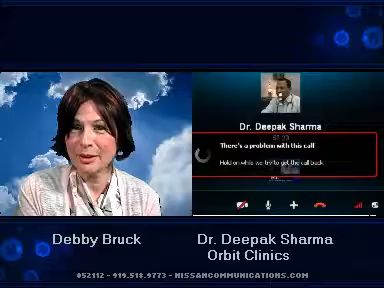 Dr. Deepak Sharma
There's a problem with this call
Hold on while we try to get the call back.
Debby Bruck
Dr. Deepak Sharma
Orbit Clinics
052112 - 919.518.9773 - NISSANCOMMUNICATIONS.COM